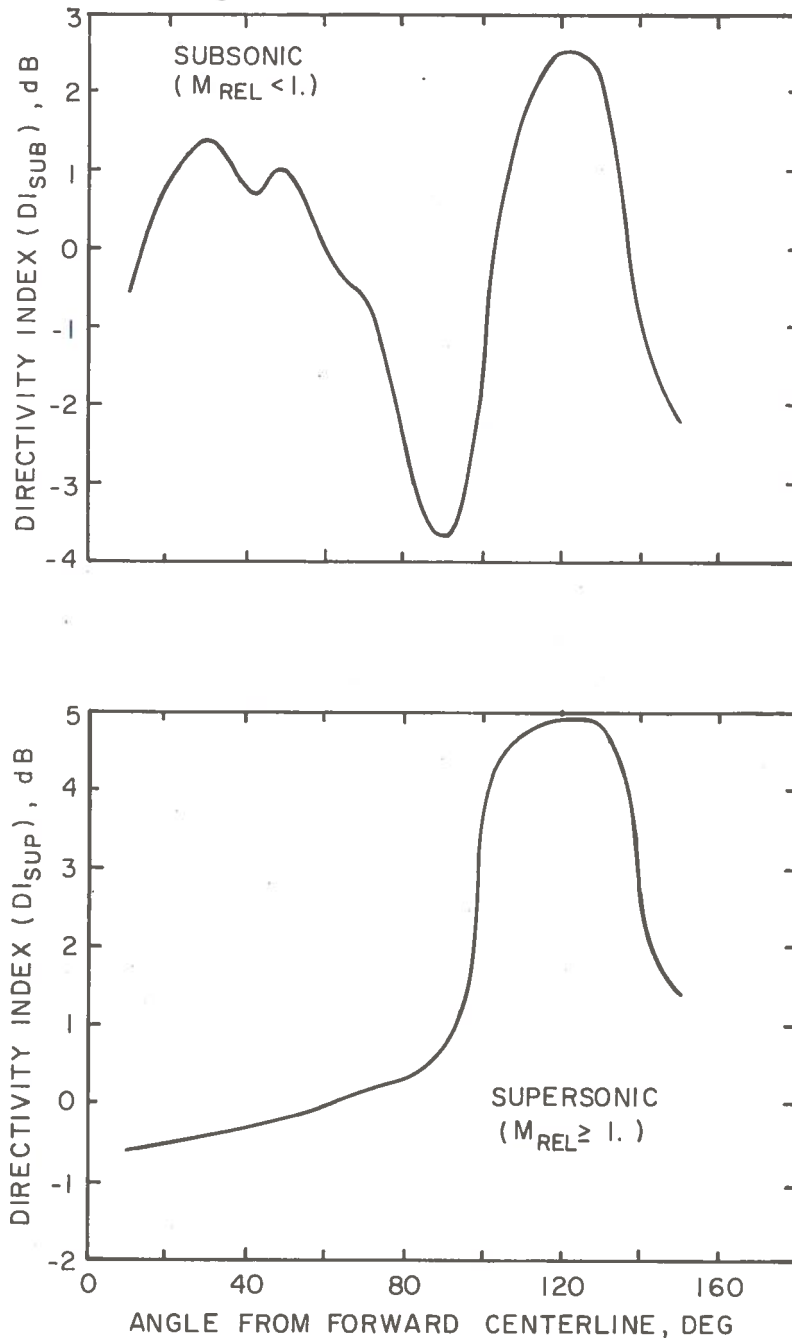 3
2
1
0
-1
-2
-3
-4
DIRECTIVITY INDEX (DI SUB), dB
SUBSONIC
(M REL < 1.)
5
4
3
2
1
0
-1
-2
DIRECTIVITY INDEX (DI SUP), dB
SUPERSONIC
(M REL ≥ 1.)
0 40 80 120 160
ANGLE FROM FORWARD CENTERLINE, DEG